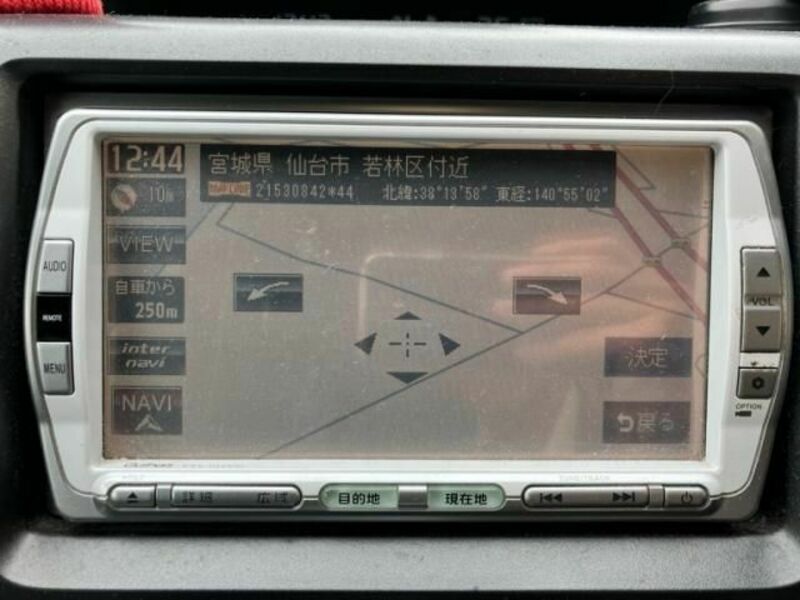 12:44
宮城県 仙台市 若林区付近
21530842*44 北緯:38°13'58" 東経:140°55'02"
VIEW
自車から
250m
inter
navi
NAVI
決定
戻る
AUDIO
REMOTE
MENU
VOL
OPTION
詳細 広域
目的地
現在地